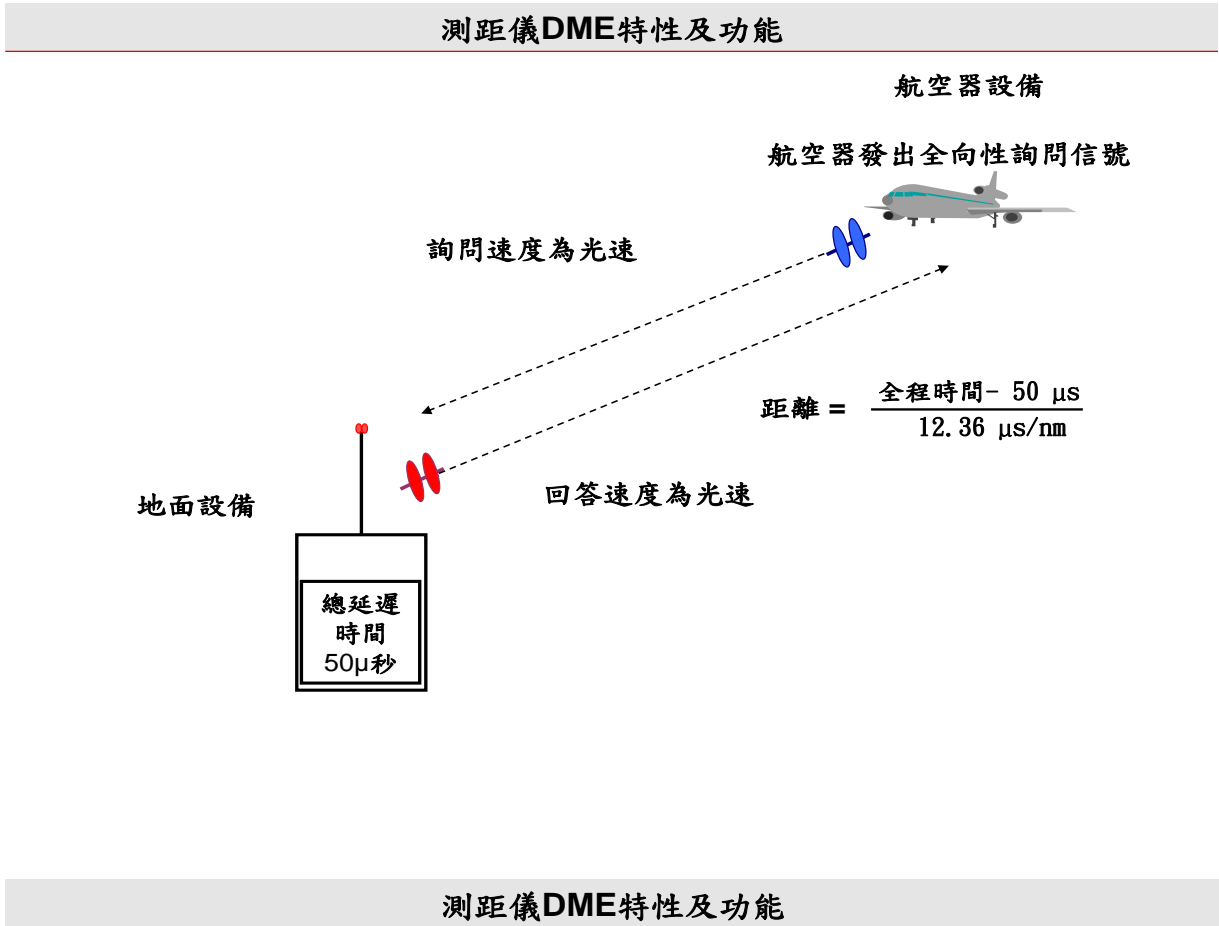 測距儀DME特性及功能
航空器設備
航空器發出全向性詢問信號
詢問速度為光速
距離 = 全程時間- 50 μs
12.36 μs/nm
回答速度為光速
地面設備
總延遲
時間
50μ秒
測距儀DME特性及功能